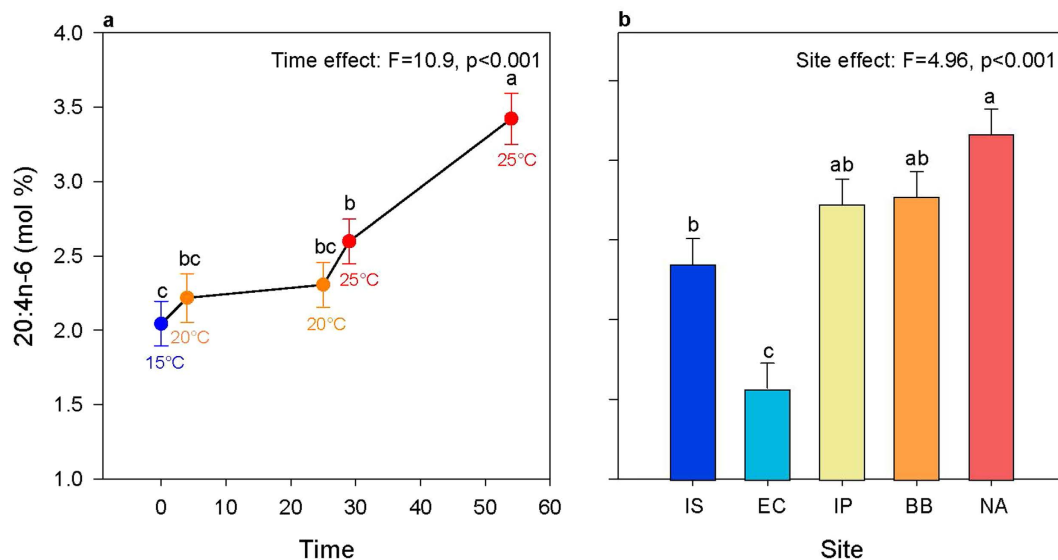 a
Time effect: F=10.9, p<0.001
4.0
3.5
3.0
2.5
2.0
1.5
1.0
20:4n-6 (mol %)
c
bc
bc
b
a
15°C
20°C
20°C
25°C
25°C
0
10
20
30
40
50
60
Time
b
Site effect: F=4.96, p<0.001
b
c
ab
ab
a
IS
EC
IP
BB
NA
Site